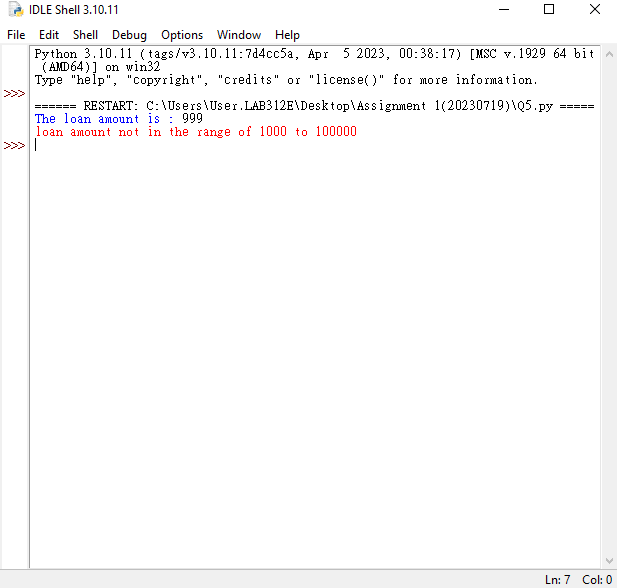 IDLE Shell 3.10.11
File Edit Shell Debug Options Window Help
Python 3.10.11 (tags/v3.10.11:7d4cc5a, Apr  5 2023, 00:38:17) [MSC v.1929 64 bit
(AMD64)] on win32
Type "help", "copyright", "credits" or "license()" for more information.
>>>
====== RESTART: C:\Users\User.LAB312E\Desktop\Assignment 1(20230719)\Q5.py =====
The loan amount is : 999
loan amount not in the range of 1000 to 100000
>>>
Ln: 7 Col: 0